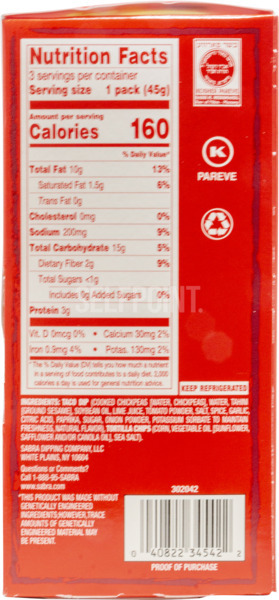 Nutrition Facts
3 servings per container
Serving size 1 pack (45g)
Amount per serving
Calories 160
% Daily Value*
Total Fat 10g 13%
Saturated Fat 1.5g 6%
Trans Fat 0g
Cholesterol 0mg 0%
Sodium 200mg 9%
Total Carbohydrate 15g 5%
Dietary Fiber 2g 9%
Total Sugars <1g
Includes 0g Added Sugars 0%
Protein 3g
Vit. D 0mcg 0% • Calcium 30mg 2%
Iron 0.9mg 4% • Potas. 130mg 2%
* The % Daily Value (DV) tells you how much a nutrient
in a serving of food contributes to a daily diet. 2,000
calories a day is used for general nutrition advice.
K
PAREVE
KEEP REFRIGERATED
INGREDIENTS: TACO DIP (COOKED CHICKPEAS [WATER, CHICKPEAS], WATER, TAHINI
[GROUND SESAME], SOYBEAN OIL, LIME JUICE, TOMATO POWDER, SALT, SPICE, GARLIC,
CITRIC ACID, PAPRIKA, SUGAR, ONION POWDER, POTASSIUM SORBATE TO MAINTAIN
FRESHNESS, NATURAL FLAVOR), TORTILLA CHIPS (CORN, VEGETABLE OIL [SUNFLOWER,
SAFFLOWER AND/OR CANOLA OIL], SEA SALT).
SABRA DIPPING COMPANY, LLC
WHITE PLAINS, NY 10604
Questions or Comments?
Call 1-888-95-SABRA
www.sabra.com
*THIS PRODUCT WAS MADE WITHOUT
GENETICALLY ENGINEERED
INGREDIENTS, HOWEVER, TRACE
AMOUNTS OF GENETICALLY
ENGINEERED MATERIAL MAY
BE PRESENT.
302042
0 40822 34542 2
PROOF OF PURCHASE
SELFPOINT.